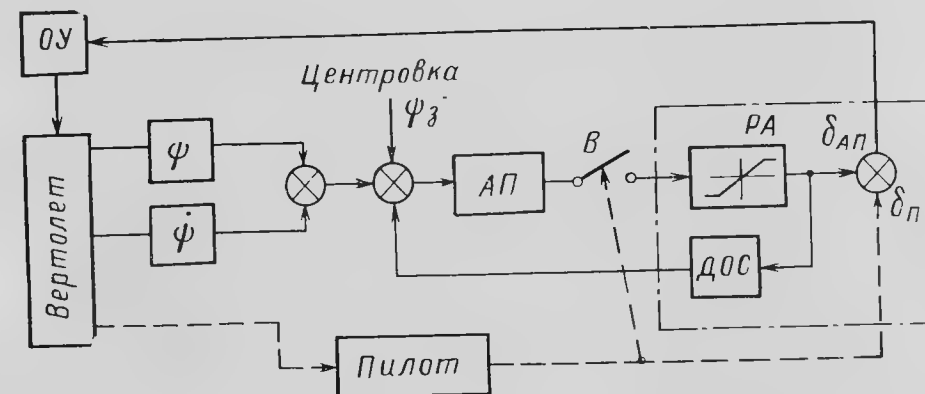 ОУ
Центровка
ψз
В
РА
δАП
ψ
АП
δП
ψ̇
ДОС
Вертолет
Пилот